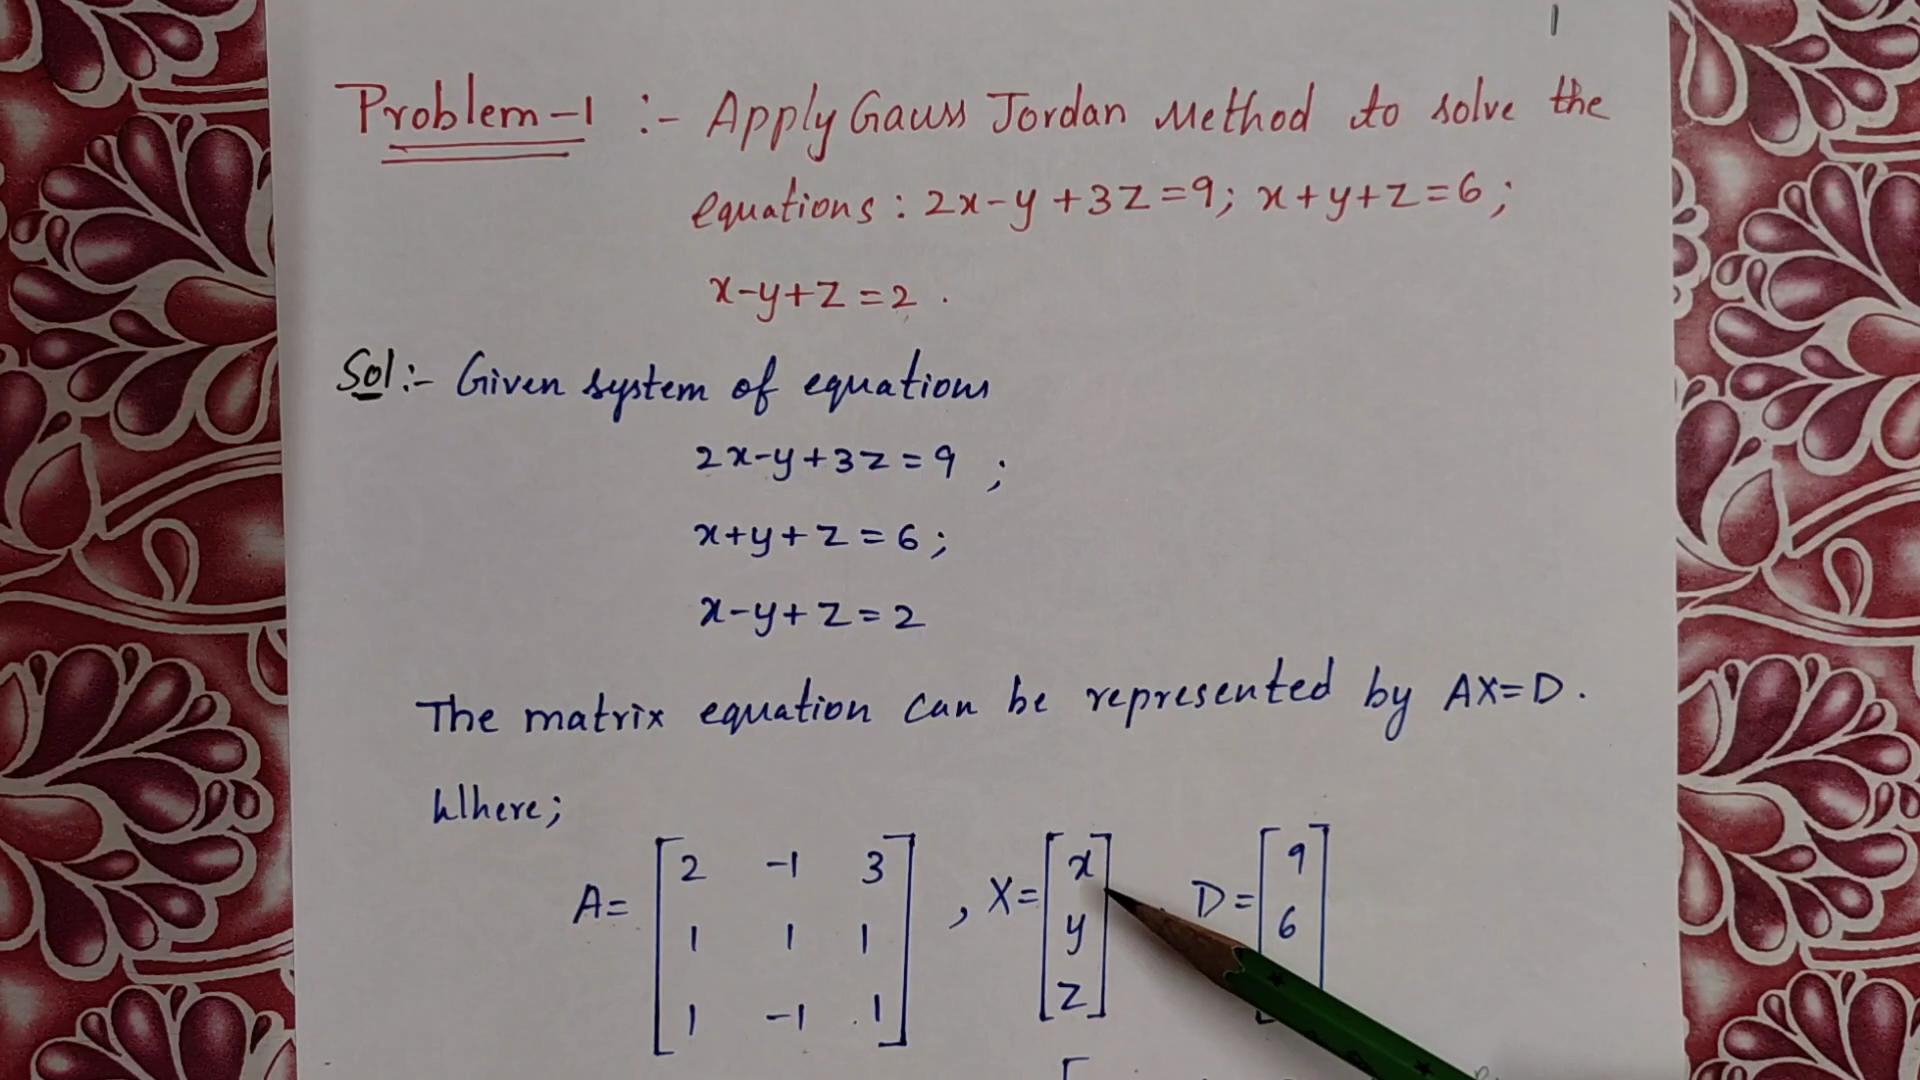 1
Problem-1 :- Apply Gauss Jordan Method to solve the
equations : 2x-y+3z=9; x+y+z=6;
x-y+z=2.
Sol:- Given system of equations
2x-y+3z=9 ;
x+y+z=6;
x-y+z=2
The matrix equation can be represented by AX=D.
Where;
A= [2 -1 3 , X= [x D= [9
1 1 1 y 6
1 -1 1] z]